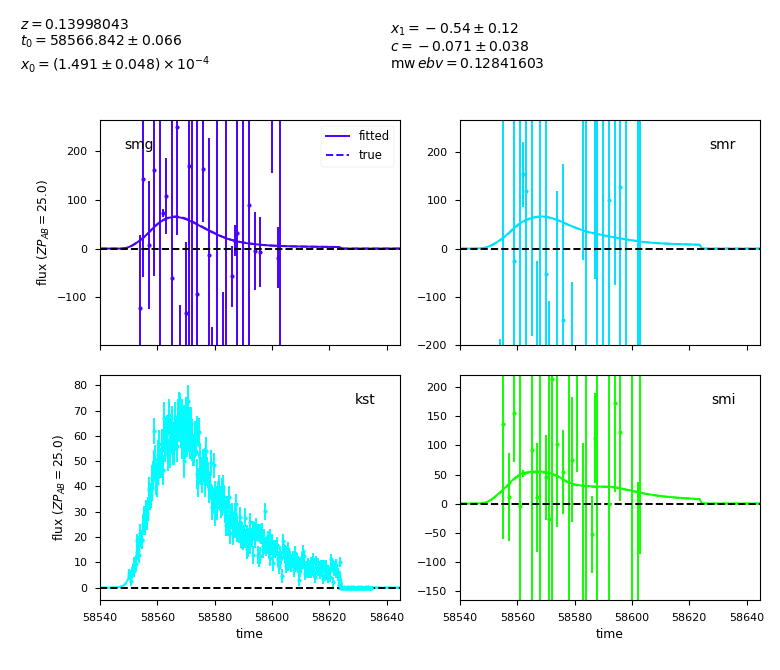 z = 0.13998043
t₀ = 58566.842 ± 0.066
x₀ = (1.491 ± 0.048) × 10⁻⁴
x₁ = −0.54 ± 0.12
c = −0.071 ± 0.038
mw ebv = 0.12841603
smg
fitted
true
200
100
0
−100
flux (ZP_AB = 25.0)
smr
200
100
0
−100
−200
kst
80
70
60
50
40
30
20
10
0
flux (ZP_AB = 25.0)
58540 58560 58580 58600 58620 58640
time
smi
200
150
100
50
0
−50
−100
−150
58540 58560 58580 58600 58620 58640
time